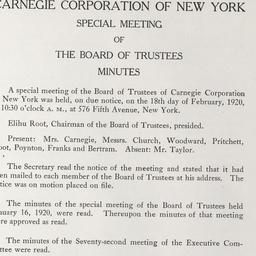 CARNEGIE CORPORATION OF NEW YORK
SPECIAL MEETING
OF
THE BOARD OF TRUSTEES
MINUTES
A special meeting of the Board of Trustees of Carnegie Corporation
New York was held, on due notice, on the 18th day of February, 1920,
10:30 o'clock A. M., at 576 Fifth Avenue, New York.
Elihu Root, Chairman of the Board of Trustees, presided.
Present: Mrs. Carnegie, Messrs. Church, Woodward, Pritchett,
oot, Poynton, Franks and Bertram. Absent: Mr. Taylor.
The Secretary read the notice of the meeting and stated that it had
en mailed to each member of the Board of Trustees at his address. The
tice was on motion placed on file.
The minutes of the special meeting of the Board of Trustees held
nuary 16, 1920, were read. Thereupon the minutes of that meeting
re approved as read.
The minutes of the Seventy-second meeting of the Executive Com-
ttee were read.